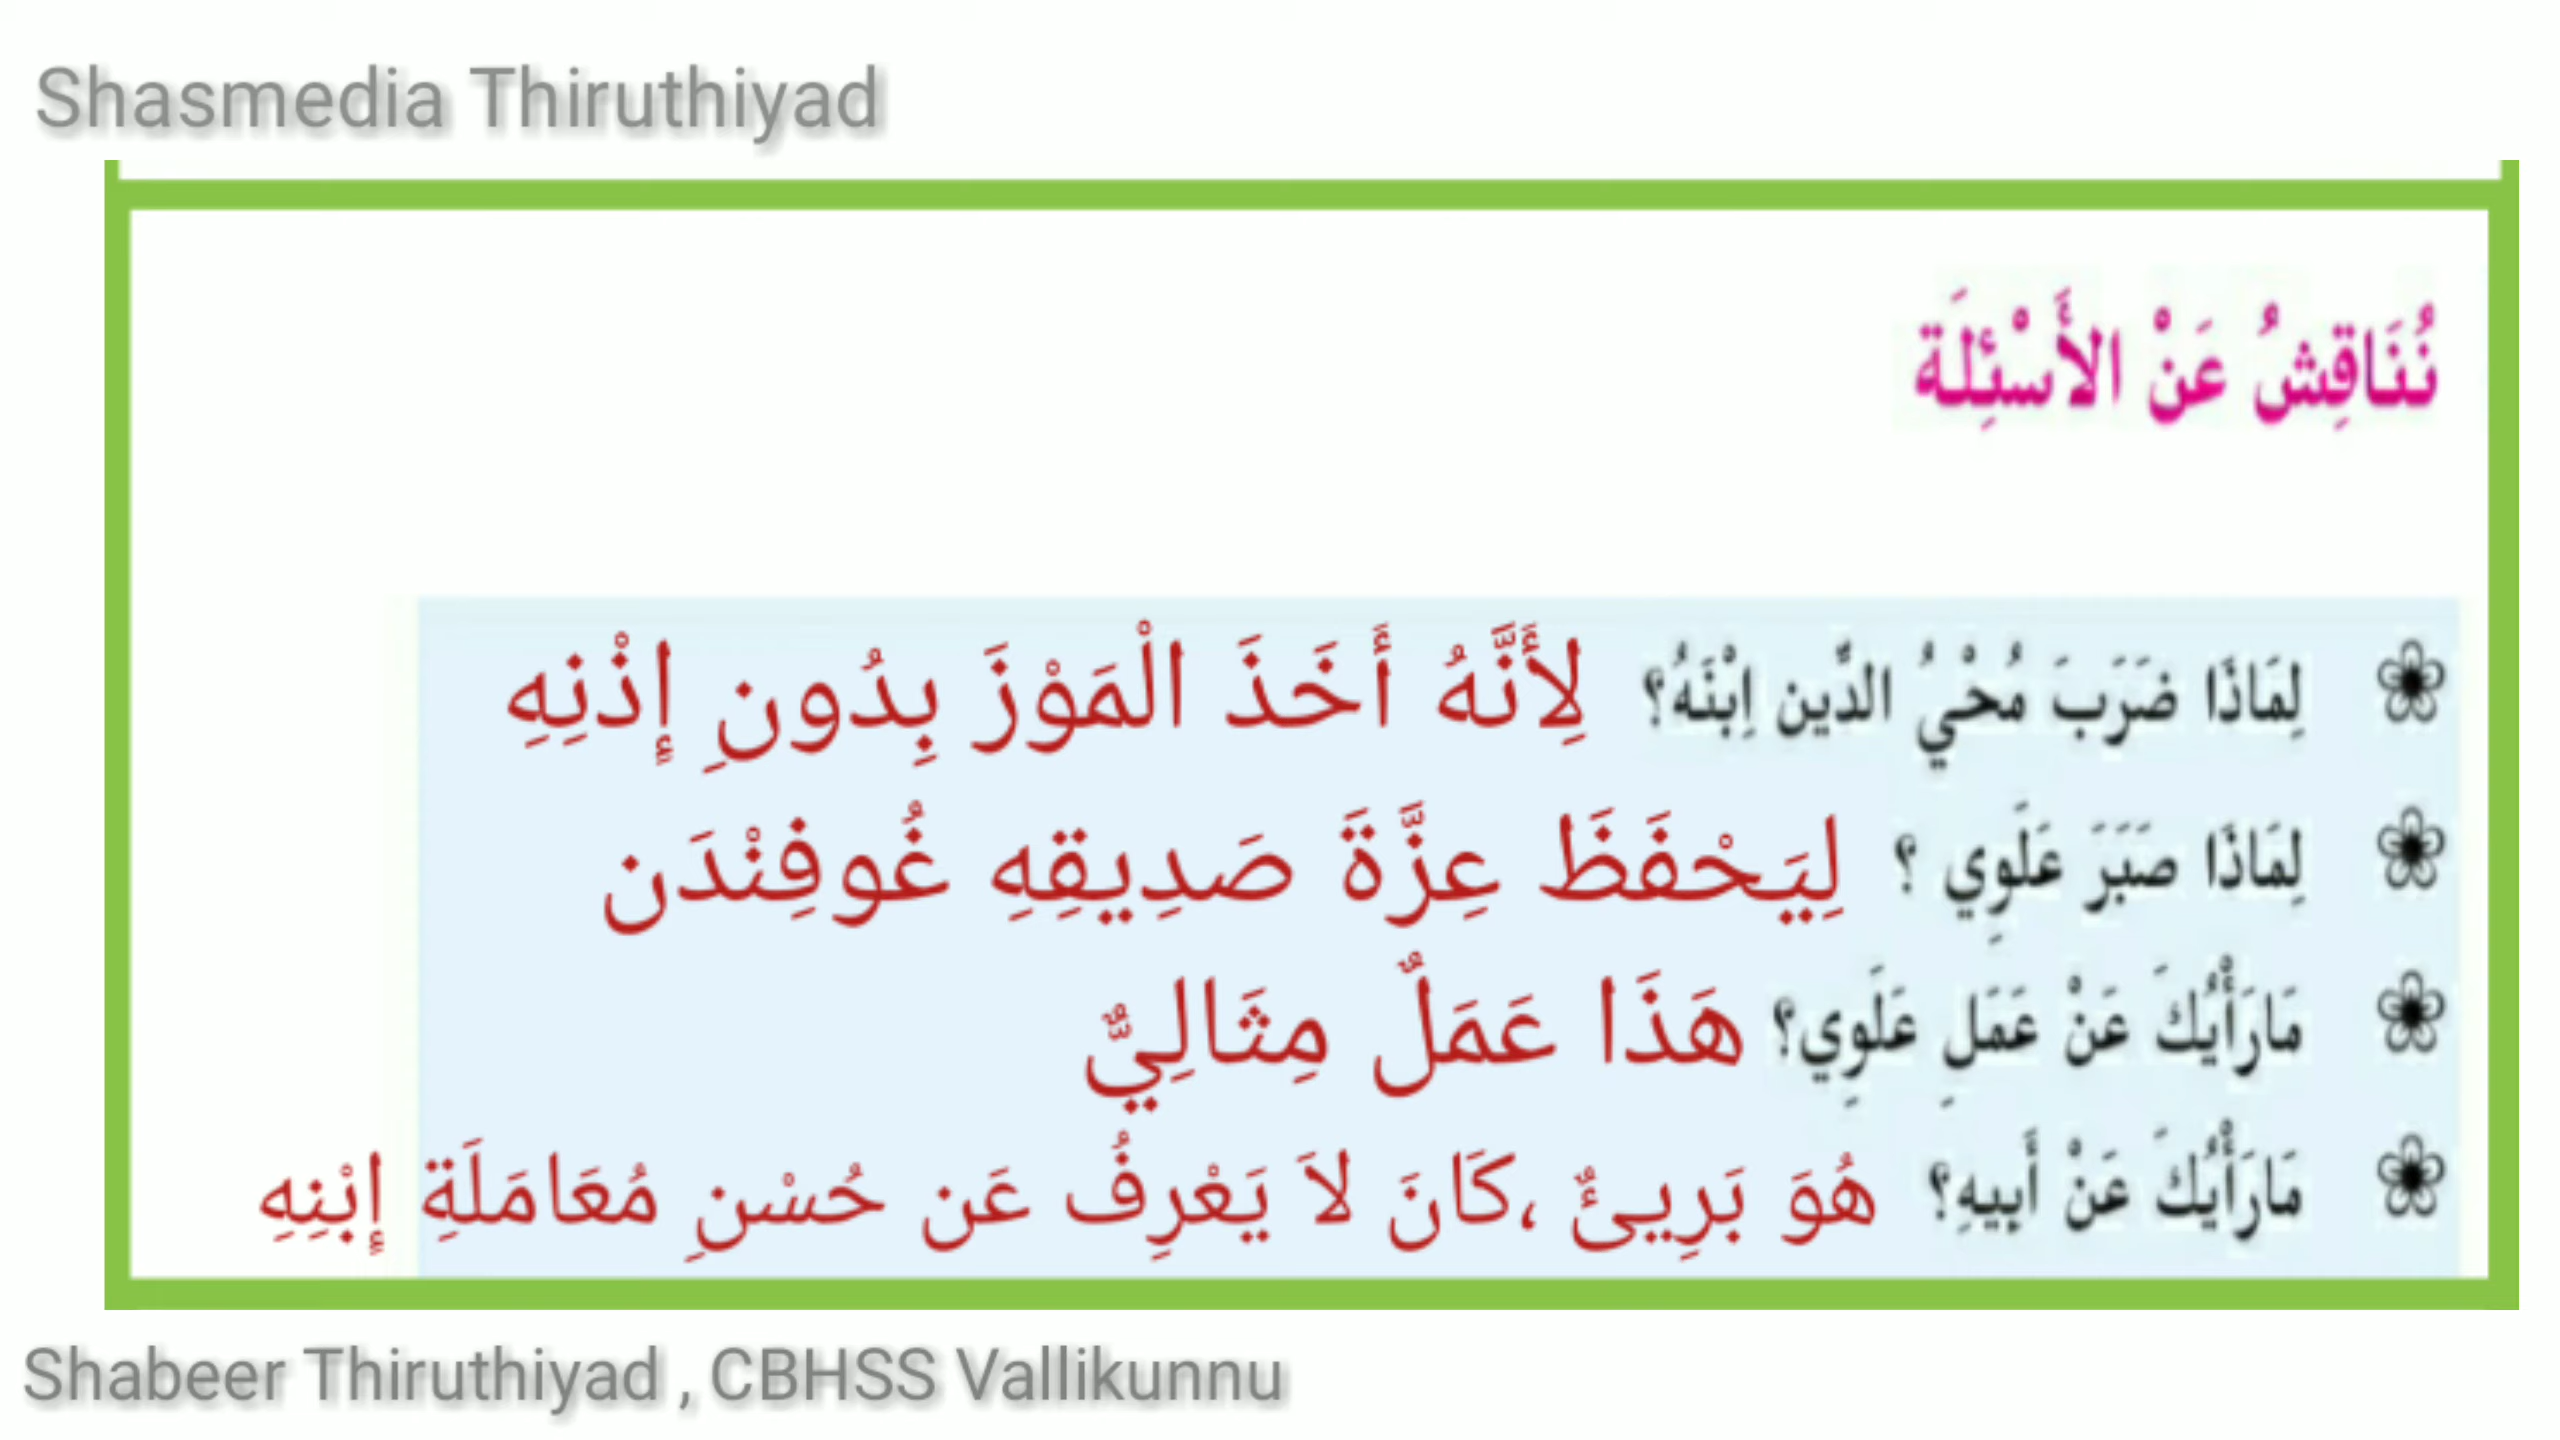 Shasmedia Thiruthiyad
نُنَاقِشُ عَنْ الأَسْئِلَة
لِمَاذَا ضَرَبَ مُحْيُ الدِّين اِبْنَهُ؟ لِأَنَّهُ أَخَذَ الْمَوْزَ بِدُونِ إِذْنِهِ
لِمَاذَا صَبَرَ عَلَوِي ؟ لِيَحْفَظَ عِزَّةَ صَدِيقِهِ غُوفِنْدَن
مَارَأْيُكَ عَنْ عَمَلِ عَلَوِي؟ هَذَا عَمَلٌ مِثَالِيٌّ
مَارَأْيُكَ عَنْ أَبِيهِ؟ هُوَ بَرِيئٌ ،كَانَ لاَ يَعْرِفُ عَن حُسْنِ مُعَامَلَةِ إِبْنِهِ
Shabeer Thiruthiyad , CBHSS Vallikunnu